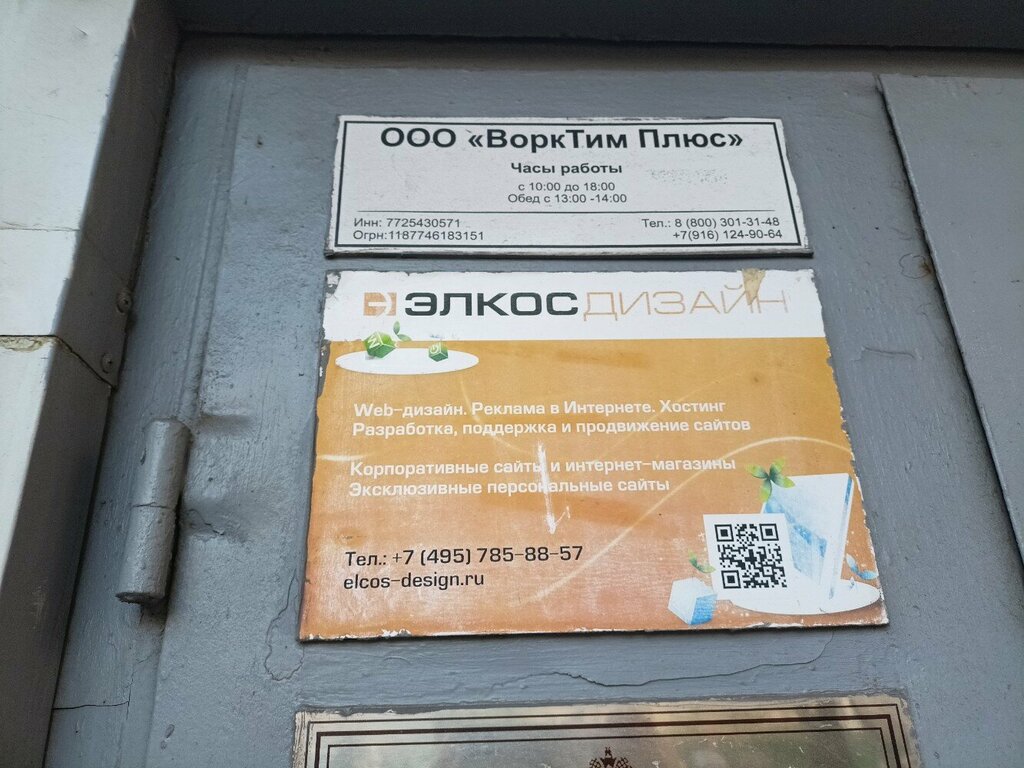 ООО «ВоркТим Плюс»
Часы работы
с 10:00 до 18:00
Обед с 13:00 -14:00
Инн: 7725430571
Огрн:1187746183151
Тел.: 8 (800) 301-31-48
+7(916) 124-90-64
ЭЛКОС ДИЗАЙН
Web-дизайн. Реклама в Интернете. Хостинг
Разработка, поддержка и продвижение сайтов
Корпоративные сайты и интернет-магазины
Эксклюзивные персональные сайты
Тел.: +7 (495) 785-88-57
elcos-design.ru